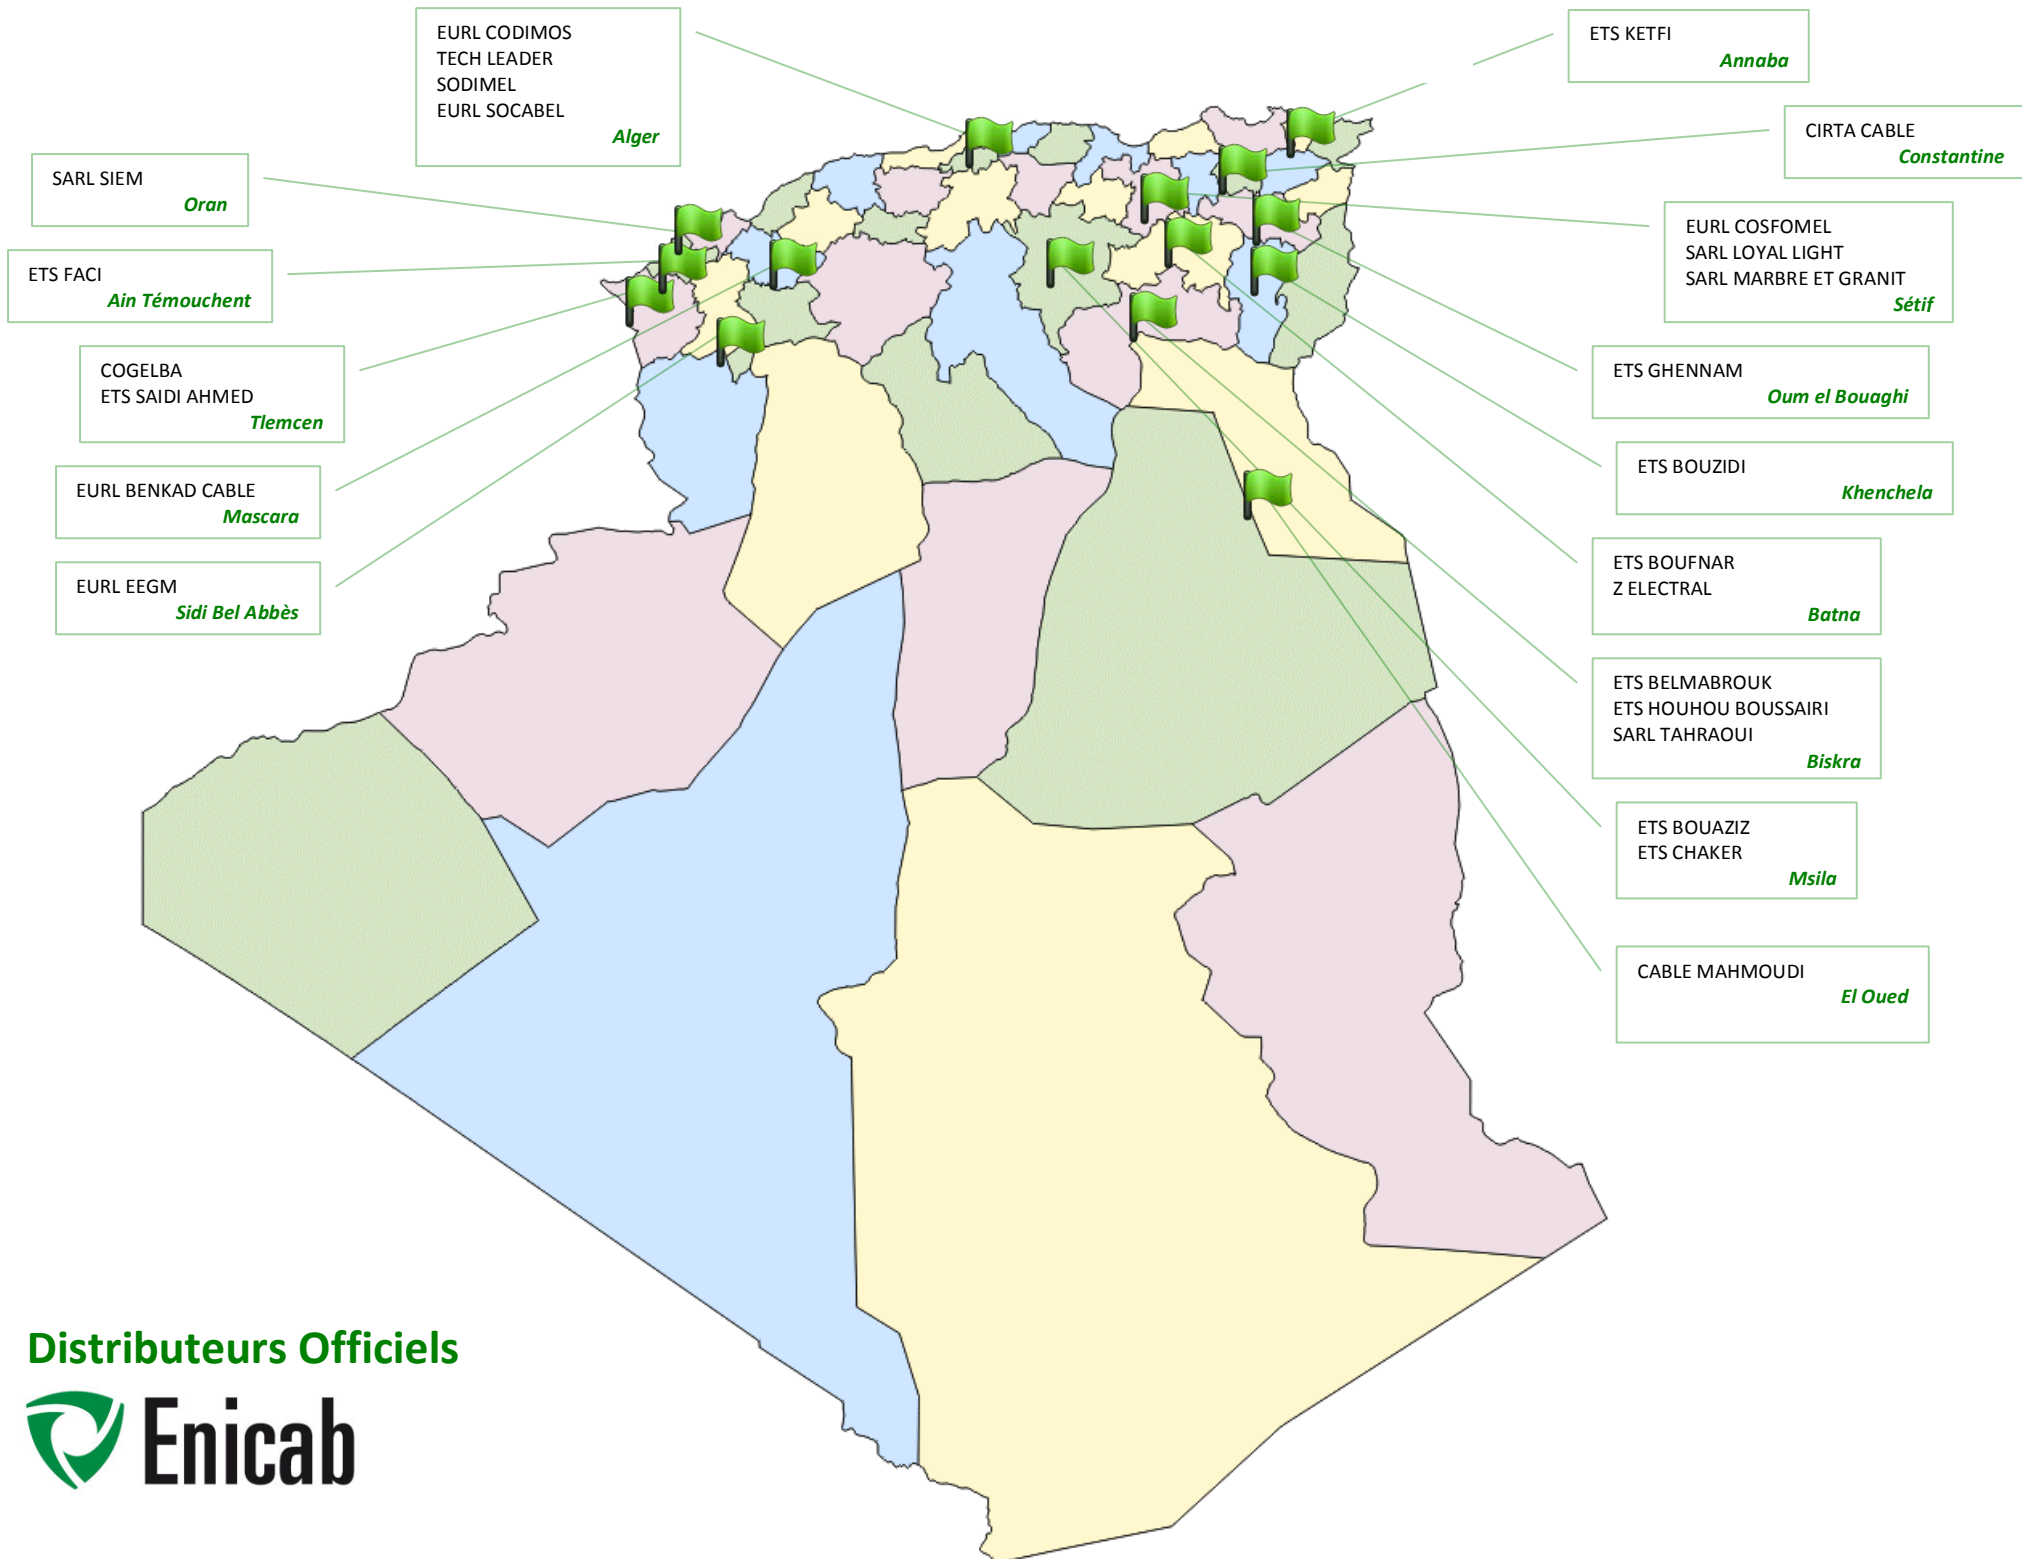 EURL CODIMOS
TECH LEADER
SODIMEL
EURL SOCABEL
Alger
SARL SIEM
Oran
ETS FACI
Ain Témouchent
COGELBA
ETS SAIDI AHMED
Tlemcen
EURL BENKAD CABLE
Mascara
EURL EEGM
Sidi Bel Abbès
ETS KETFI
Annaba
CIRTA CABLE
Constantine
EURL COSFOMEL
SARL LOYAL LIGHT
SARL MARBRE ET GRANIT
Sétif
ETS GHENNAM
Oum el Bouaghi
ETS BOUZIDI
Khenchela
ETS BOUFNAR
Z ELECTRAL
Batna
ETS BELMABROUK
ETS HOUHOU BOUSSAIRI
SARL TAHRAOUI
Biskra
ETS BOUAZIZ
ETS CHAKER
Msila
CABLE MAHMOUDI
El Oued
Distributeurs Officiels
Enicab